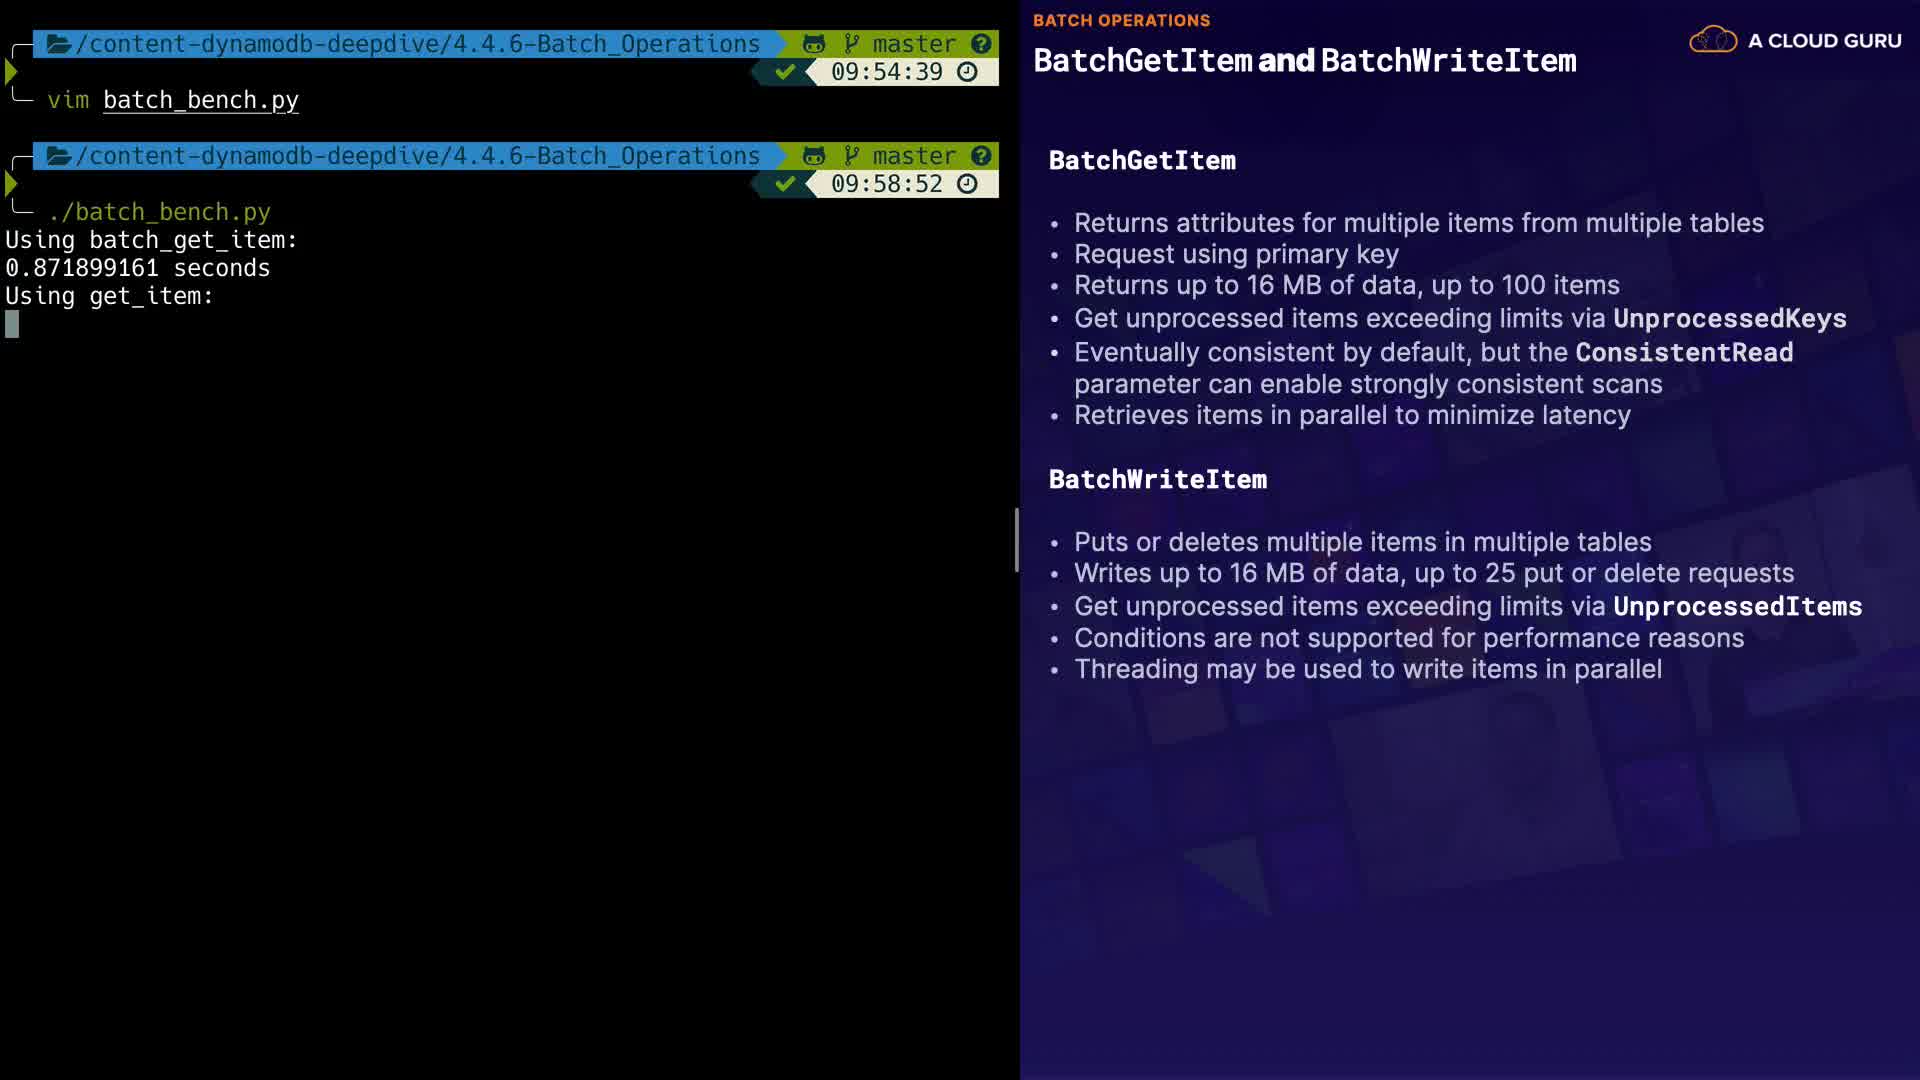 /content-dynamodb-deepdive/4.4.6-Batch_Operations master ?
09:54:39
vim batch_bench.py
/content-dynamodb-deepdive/4.4.6-Batch_Operations master ?
09:58:52
./batch_bench.py
Using batch_get_item:
0.871899161 seconds
Using get_item:
BATCH OPERATIONS
BatchGetItem and BatchWriteItem
A CLOUD GURU
BatchGetItem
• Returns attributes for multiple items from multiple tables
• Request using primary key
• Returns up to 16 MB of data, up to 100 items
• Get unprocessed items exceeding limits via UnprocessedKeys
• Eventually consistent by default, but the ConsistentRead
parameter can enable strongly consistent scans
• Retrieves items in parallel to minimize latency
BatchWriteItem
• Puts or deletes multiple items in multiple tables
• Writes up to 16 MB of data, up to 25 put or delete requests
• Get unprocessed items exceeding limits via UnprocessedItems
• Conditions are not supported for performance reasons
• Threading may be used to write items in parallel